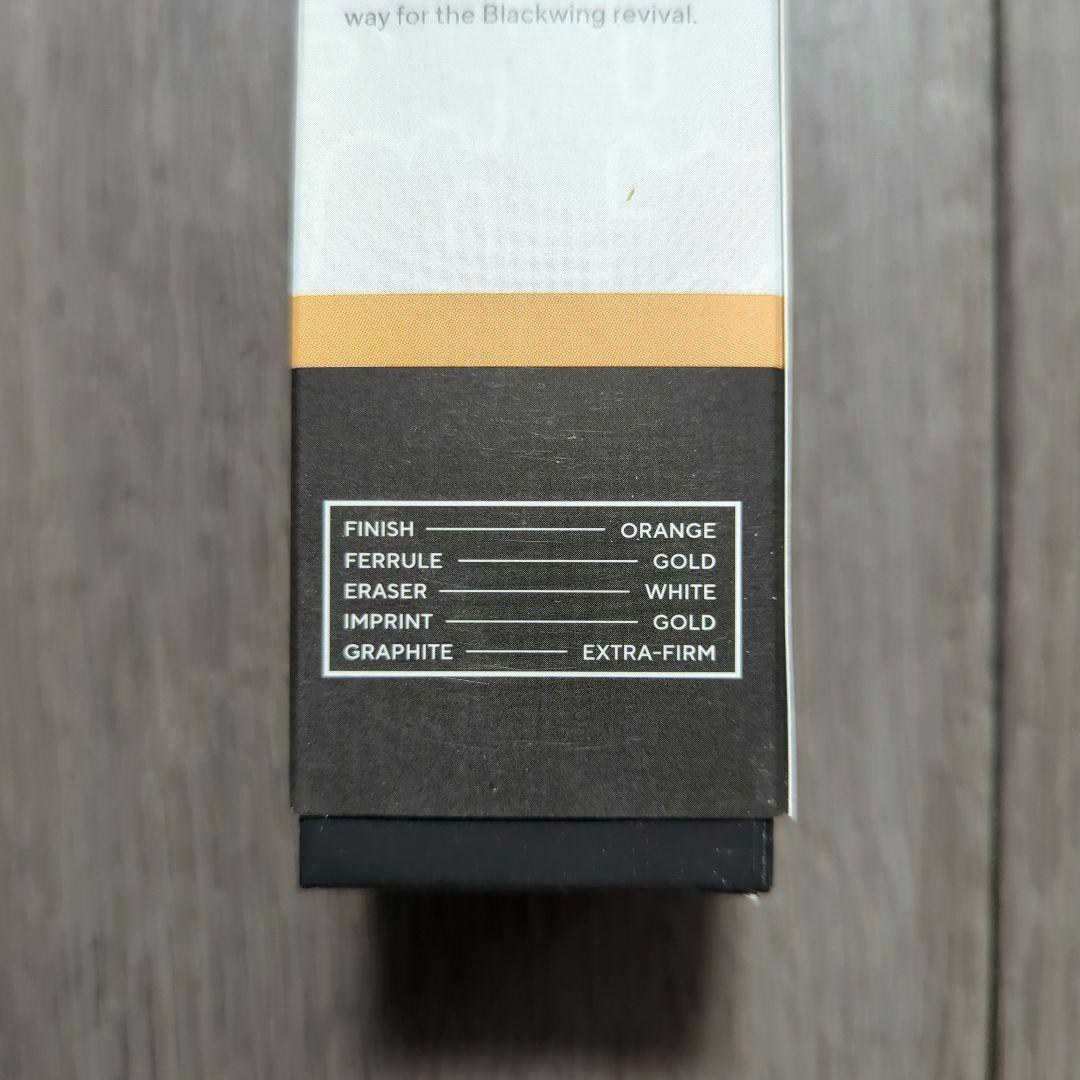 way for the Blackwing revival.
FINISH ORANGE
FERRULE GOLD
ERASER WHITE
IMPRINT GOLD
GRAPHITE EXTRA-FIRM